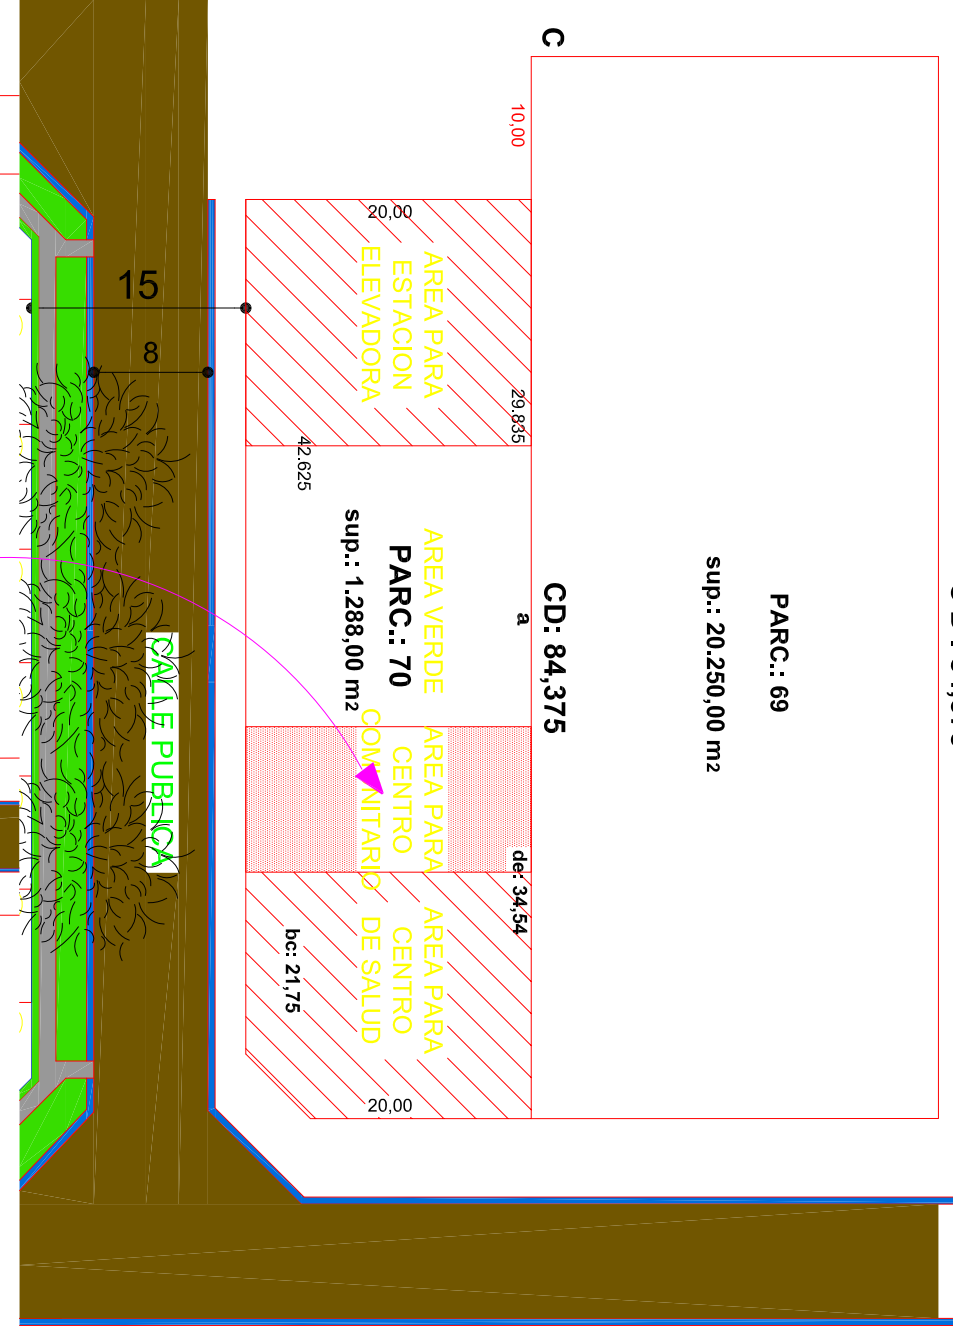 C
10,00
20,00
AREA PARA
ESTACION
ELEVADORA
15
8
29.835
42.625
AREA VERDE
PARC.: 70
sup.: 1.288,00 m2
a
CD: 84,375
PARC.: 69
sup.: 20.250,00 m2
CALLE PUBLICA
AREA PARA
CENTRO
COMUNITARIO
de: 34,54
AREA PARA
CENTRO
DE SALUD
bc: 21,75
20,00